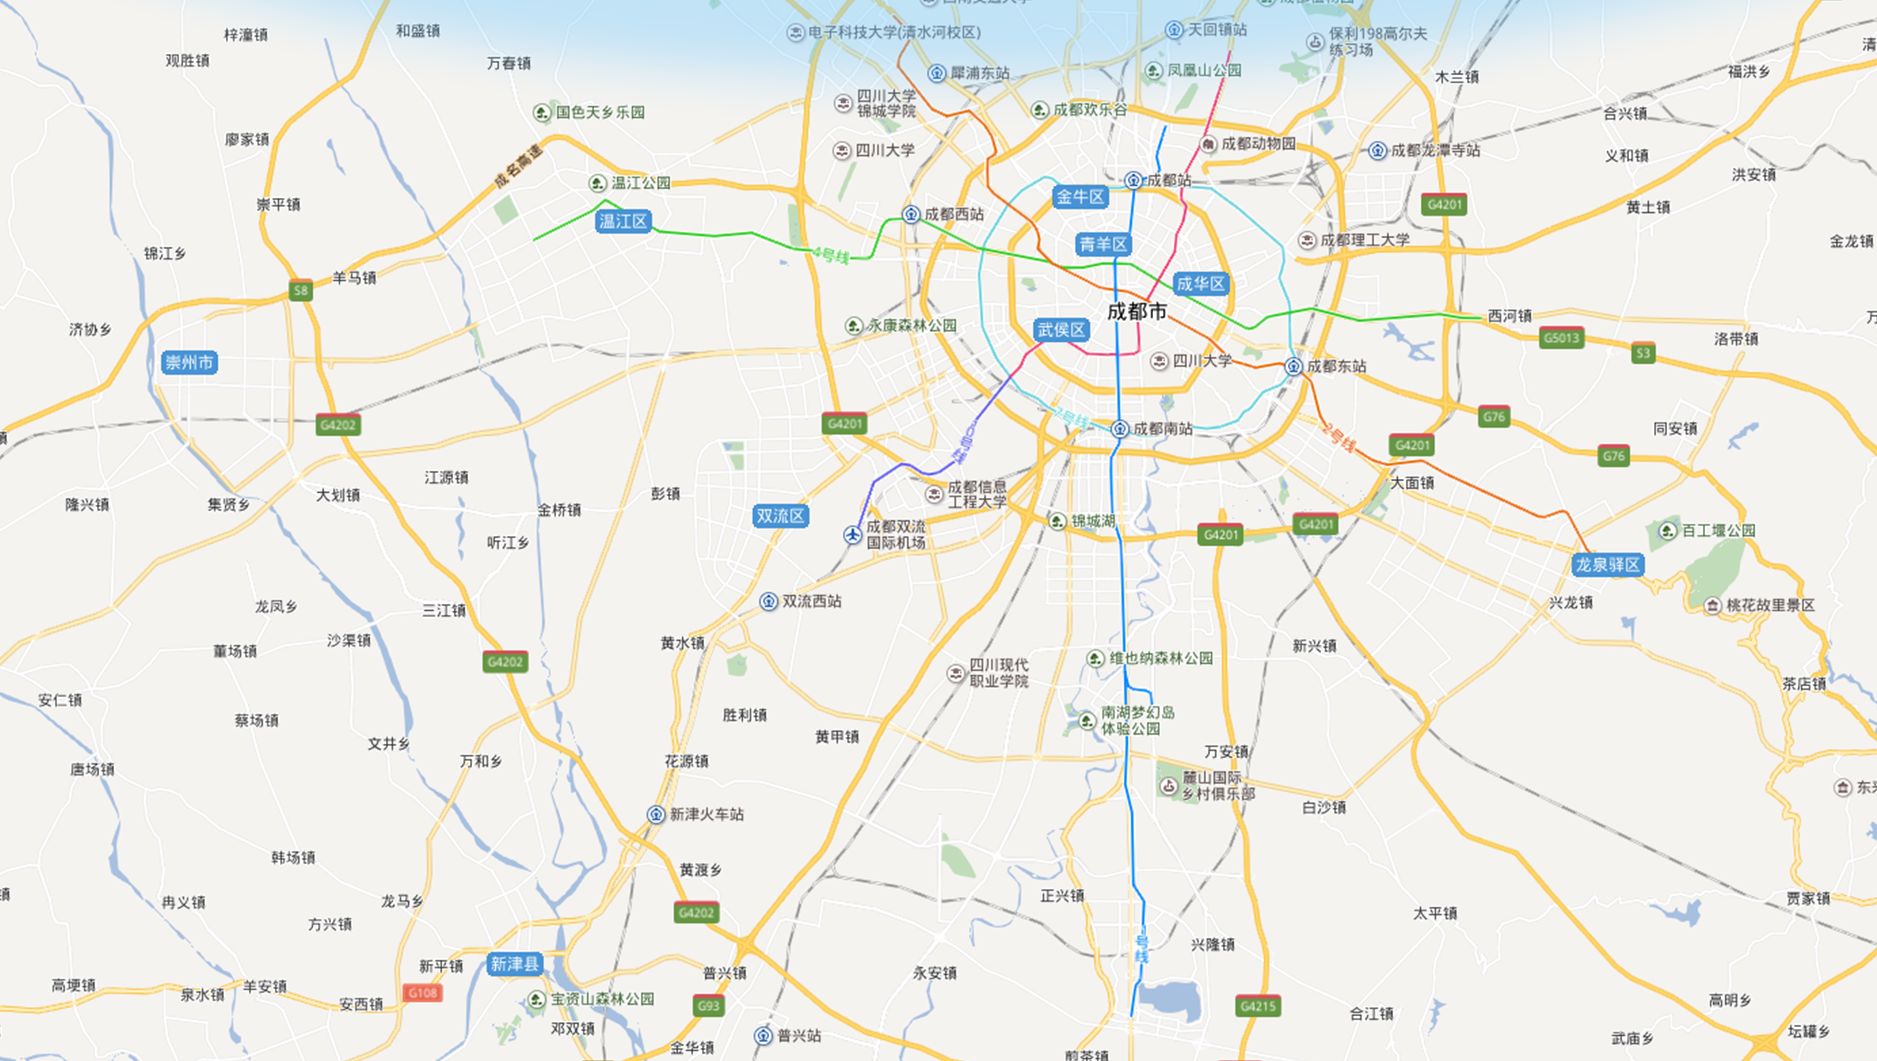 成都植物园
梓潼镇
和盛镇
电子科技大学(清水河校区)
天回镇站
保利198高尔夫
练习场
观胜镇
万春镇
犀浦东站
凤凰山公园
木兰镇
福洪乡
清
国色天乡乐园
四川大学
锦城学院
成都欢乐谷
合兴镇
廖家镇
成名高速
四川大学
成都动物园
成都龙潭寺站
义和镇
洪安镇
温江公园
金牛区
成都站
崇平镇
温江区
成都西站
G4201
黄土镇
锦江乡
4号线
青羊区
成都理工大学
金龙镇
羊马镇
S8
成华区
成都市
济协乡
永康森林公园
武侯区
西河镇
G5013
S3
洛带镇
万
崇州市
四川大学
成都东站
G4202
G4201
7号线
成都南站
2号线
G4201
G76
同安镇
镇
10号线
G76
隆兴镇
集贤乡
大划镇
江源镇
金桥镇
彭镇
成都信息
工程大学
大面镇
双流区
成都双流
国际机场
锦城湖
G4201
G4201
百工堰公园
听江乡
龙泉驿区
龙凤乡
三江镇
双流西站
兴龙镇
桃花故里景区
董场镇
沙渠镇
黄水镇
新兴镇
G4202
四川现代
职业学院
维也纳森林公园
安仁镇
蔡场镇
胜利镇
南湖梦幻岛
体验公园
茶店镇
文井乡
黄甲镇
唐场镇
万和乡
花源镇
万安镇
麓山国际
乡村俱乐部
白沙镇
新津火车站
韩场镇
黄渡乡
镇
冉义镇
龙马乡
方兴镇
G4202
正兴镇
太平镇
贾家镇
1号线
兴隆镇
新平镇
新津县
普兴镇
永安镇
高埂镇
泉水镇
羊安镇
安西镇
G108
宝资山森林公园
G93
G4215
合江镇
高明乡
邓双镇
普兴站
武庙乡
坛罐乡
金华镇
煎茶镇